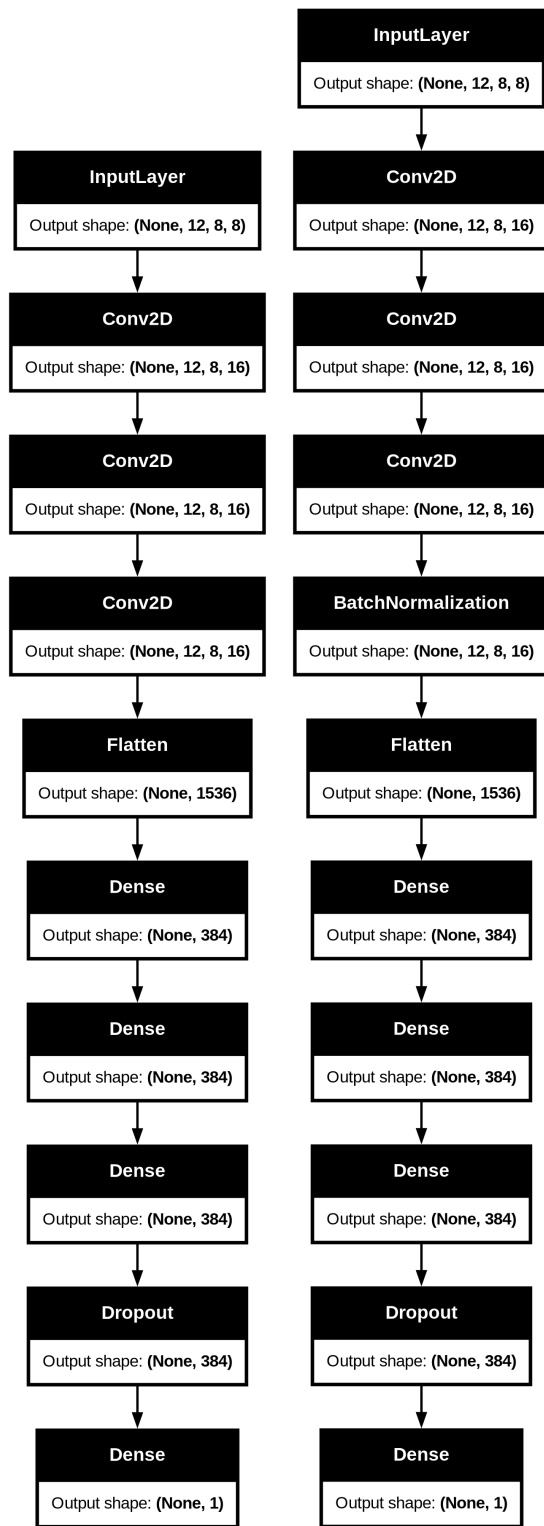 InputLayer
Output shape: (None, 12, 8, 8)
Conv2D
Output shape: (None, 12, 8, 16)
Conv2D
Output shape: (None, 12, 8, 16)
Conv2D
Output shape: (None, 12, 8, 16)
Flatten
Output shape: (None, 1536)
Dense
Output shape: (None, 384)
Dense
Output shape: (None, 384)
Dense
Output shape: (None, 384)
Dropout
Output shape: (None, 384)
Dense
Output shape: (None, 1)
InputLayer
Output shape: (None, 12, 8, 8)
Conv2D
Output shape: (None, 12, 8, 16)
Conv2D
Output shape: (None, 12, 8, 16)
Conv2D
Output shape: (None, 12, 8, 16)
BatchNormalization
Output shape: (None, 12, 8, 16)
Flatten
Output shape: (None, 1536)
Dense
Output shape: (None, 384)
Dense
Output shape: (None, 384)
Dense
Output shape: (None, 384)
Dropout
Output shape: (None, 384)
Dense
Output shape: (None, 1)